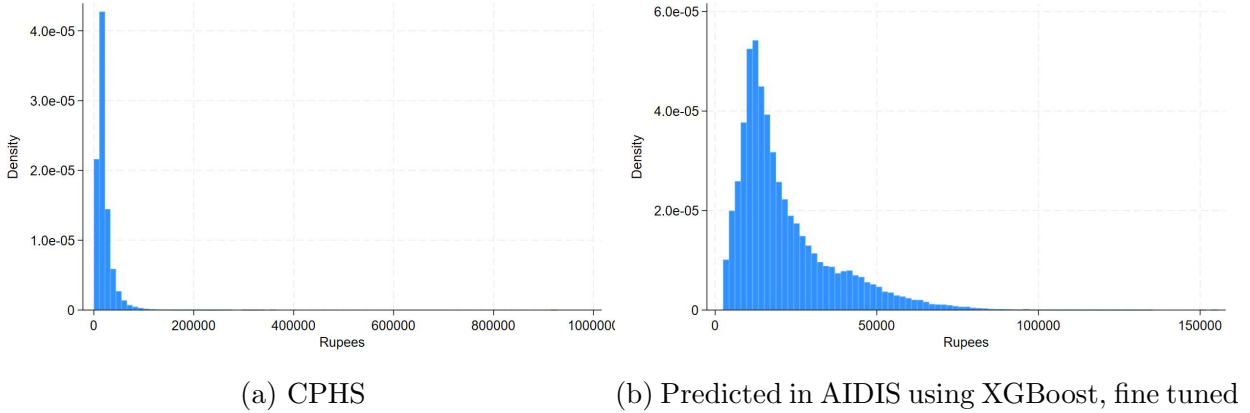 4.0e-05
3.0e-05
2.0e-05
1.0e-05
0
Density
0 200000 400000 600000 800000 1000000
Rupees
(a) CPHS
6.0e-05
4.0e-05
2.0e-05
0
Density
0 50000 100000 150000
Rupees
(b) Predicted in AIDIS using XGBoost, fine tuned